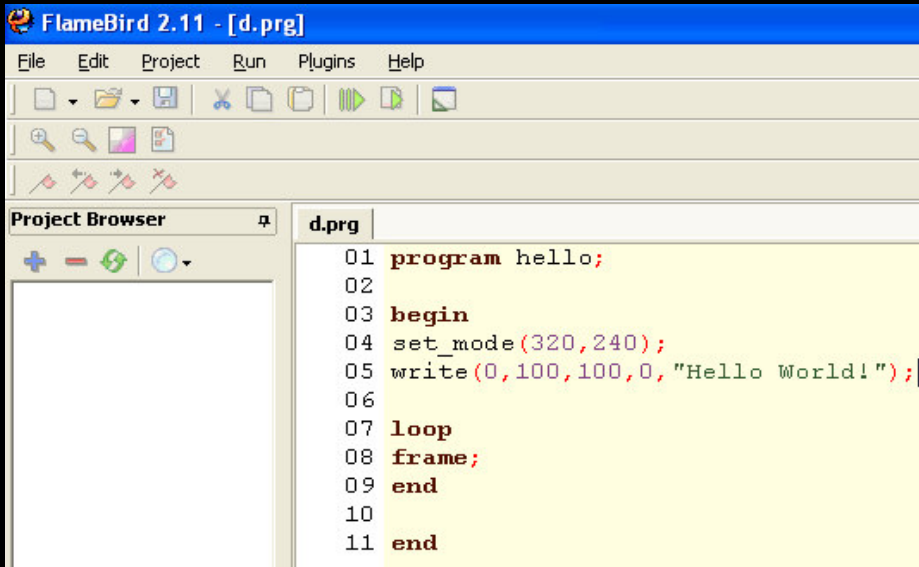 FlameBird 2.11 - [d.prg]
File Edit Project Run Plugins Help
Project Browser
d.prg
01 program hello;
02
03 begin
04 set_mode(320,240);
05 write(0,100,100,0,"Hello World!");
06
07 loop
08 frame;
09 end
10
11 end